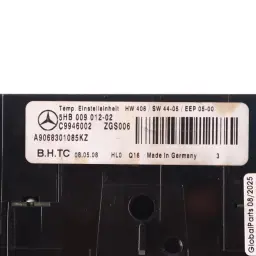 Temp. Einstelleinheit HW 406 / SW 44-05 / EEP 05-00
5HB 009 012-02
C9946002 ZGS006
A9068301085KZ
B.H.TC 08.05.08 HL0 Q16 Made in Germany 3
GlobalParts 08/2025